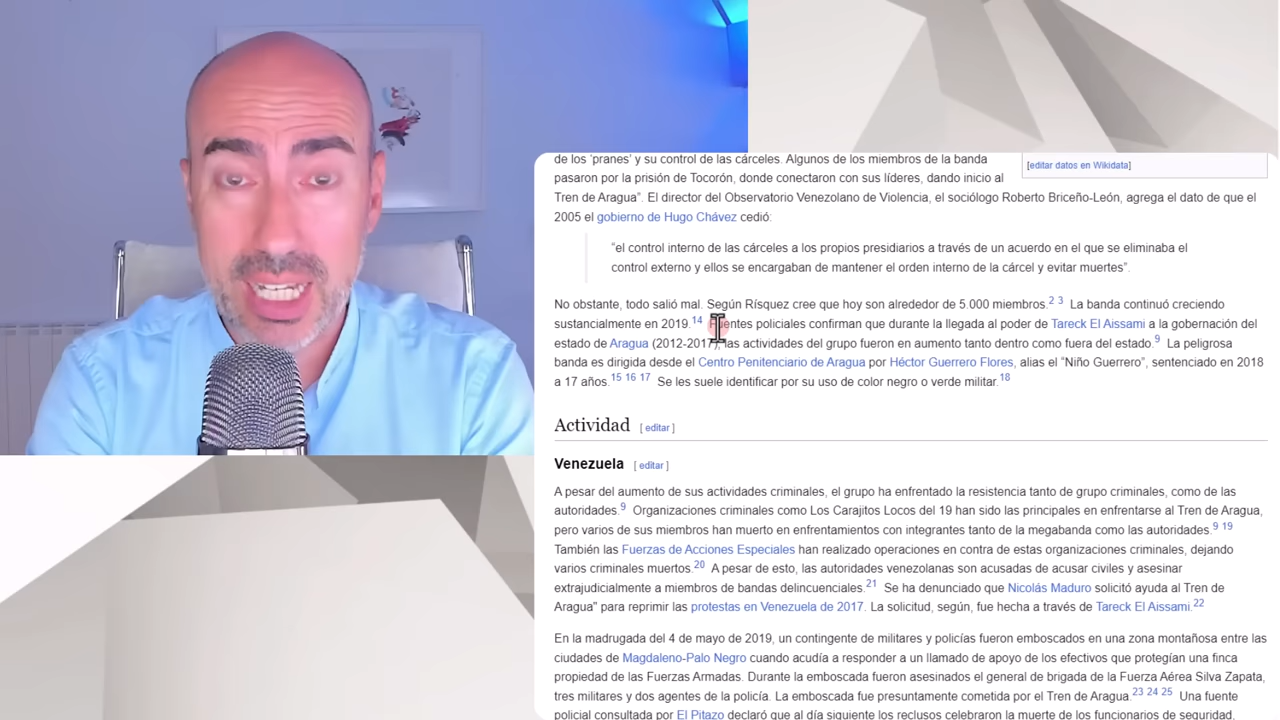 de los 'pranes' y su control de las cárceles. Algunos de los miembros de la banda
[editar datos en Wikidata]
pasaron por la prisión de Tocorón, donde conectaron con sus líderes, dando inicio al
Tren de Aragua". El director del Observatorio Venezolano de Violencia, el sociólogo Roberto Briceño-León, agrega el dato de que el
2005 el gobierno de Hugo Chávez cedió:
"el control interno de las cárceles a los propios presidiarios a través de un acuerdo en el que se eliminaba el
control externo y ellos se encargaban de mantener el orden interno de la cárcel y evitar muertes".
No obstante, todo salió mal. Según Rísquez cree que hoy son alrededor de 5.000 miembros.2 3 La banda continuó creciendo
sustancialmente en 2019.14 Fuentes policiales confirman que durante la llegada al poder de Tareck El Aissami a la gobernación del
estado de Aragua (2012-2017), las actividades del grupo fueron en aumento tanto dentro como fuera del estado.9 La peligrosa
banda es dirigida desde el Centro Penitenciario de Aragua por Héctor Guerrero Flores, alias el "Niño Guerrero", sentenciado en 2018
a 17 años.15 16 17 Se les suele identificar por su uso de color negro o verde militar.18
Actividad [ editar ]
Venezuela [ editar ]
A pesar del aumento de sus actividades criminales, el grupo ha enfrentado la resistencia tanto de grupo criminales, como de las
autoridades.9 Organizaciones criminales como Los Carajitos Locos del 19 han sido las principales en enfrentarse al Tren de Aragua,
pero varios de sus miembros han muerto en enfrentamientos con integrantes tanto de la megabanda como las autoridades.9 19
También las Fuerzas de Acciones Especiales han realizado operaciones en contra de estas organizaciones criminales, dejando
varios criminales muertos.20 A pesar de esto, las autoridades venezolanas son acusadas de acusar civiles y asesinar
extrajudicialmente a miembros de bandas delincuenciales.21 Se ha denunciado que Nicolás Maduro solicitó ayuda al Tren de
Aragua" para reprimir las protestas en Venezuela de 2017. La solicitud, según, fue hecha a través de Tareck El Aissami.22
En la madrugada del 4 de mayo de 2019, un contingente de militares y policías fueron emboscados en una zona montañosa entre las
ciudades de Magdaleno-Palo Negro cuando acudía a responder a un llamado de apoyo de los efectivos que protegían una finca
propiedad de las Fuerzas Armadas. Durante la emboscada fueron asesinados el general de brigada de la Fuerza Aérea Silva Zapata,
tres militares y dos agentes de la policía. La emboscada fue presuntamente cometida por el Tren de Aragua.23 24 25 Una fuente
policial consultada por El Pitazo declaró que al día siguiente los reclusos celebraron la muerte de los funcionarios de seguridad,